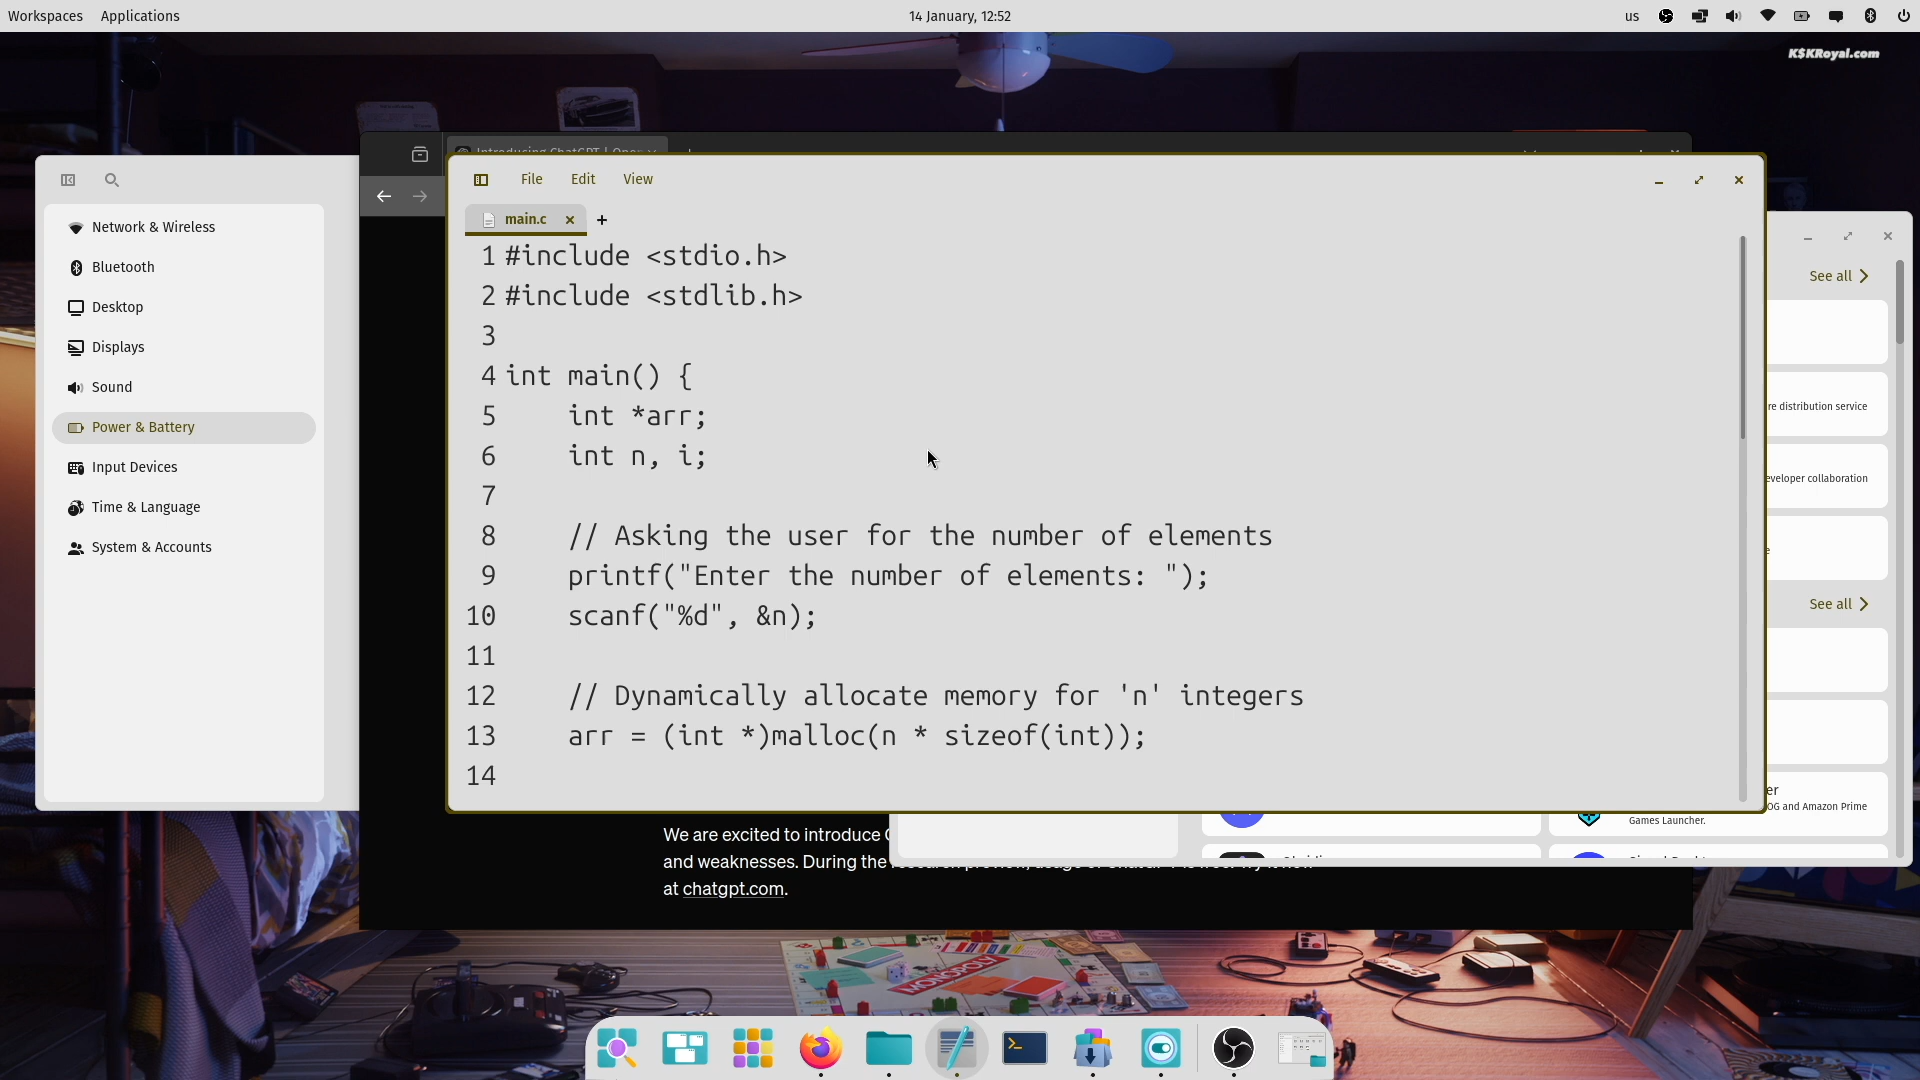 Workspaces Applications 14 January, 12:52 us
K$KRoyal.com
Introducing ChatGPT | Ope
File Edit View
main.c
Network & Wireless
Bluetooth
Desktop
Displays
Sound
Power & Battery
Input Devices
Time & Language
System & Accounts
1 #include <stdio.h>
2 #include <stdlib.h>
3
4 int main() {
5     int *arr;
6     int n, i;
7
8     // Asking the user for the number of elements
9     printf("Enter the number of elements: ");
10     scanf("%d", &n);
11
12     // Dynamically allocate memory for 'n' integers
13     arr = (int *)malloc(n * sizeof(int));
14
See all
re distribution service
eveloper collaboration
See all
er
OG and Amazon Prime
Games Launcher.
We are excited to introduce
and weaknesses. During the
at chatgpt.com.
MONOPOLY